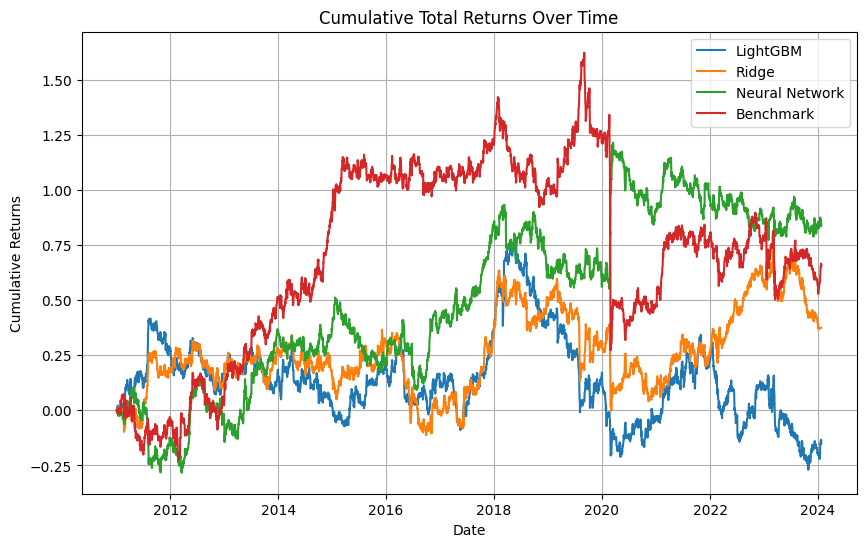 Cumulative Total Returns Over Time
LightGBM
Ridge
Neural Network
Benchmark
Cumulative Returns
1.50
1.25
1.00
0.75
0.50
0.25
0.00
−0.25
2012 2014 2016 2018 2020 2022 2024
Date